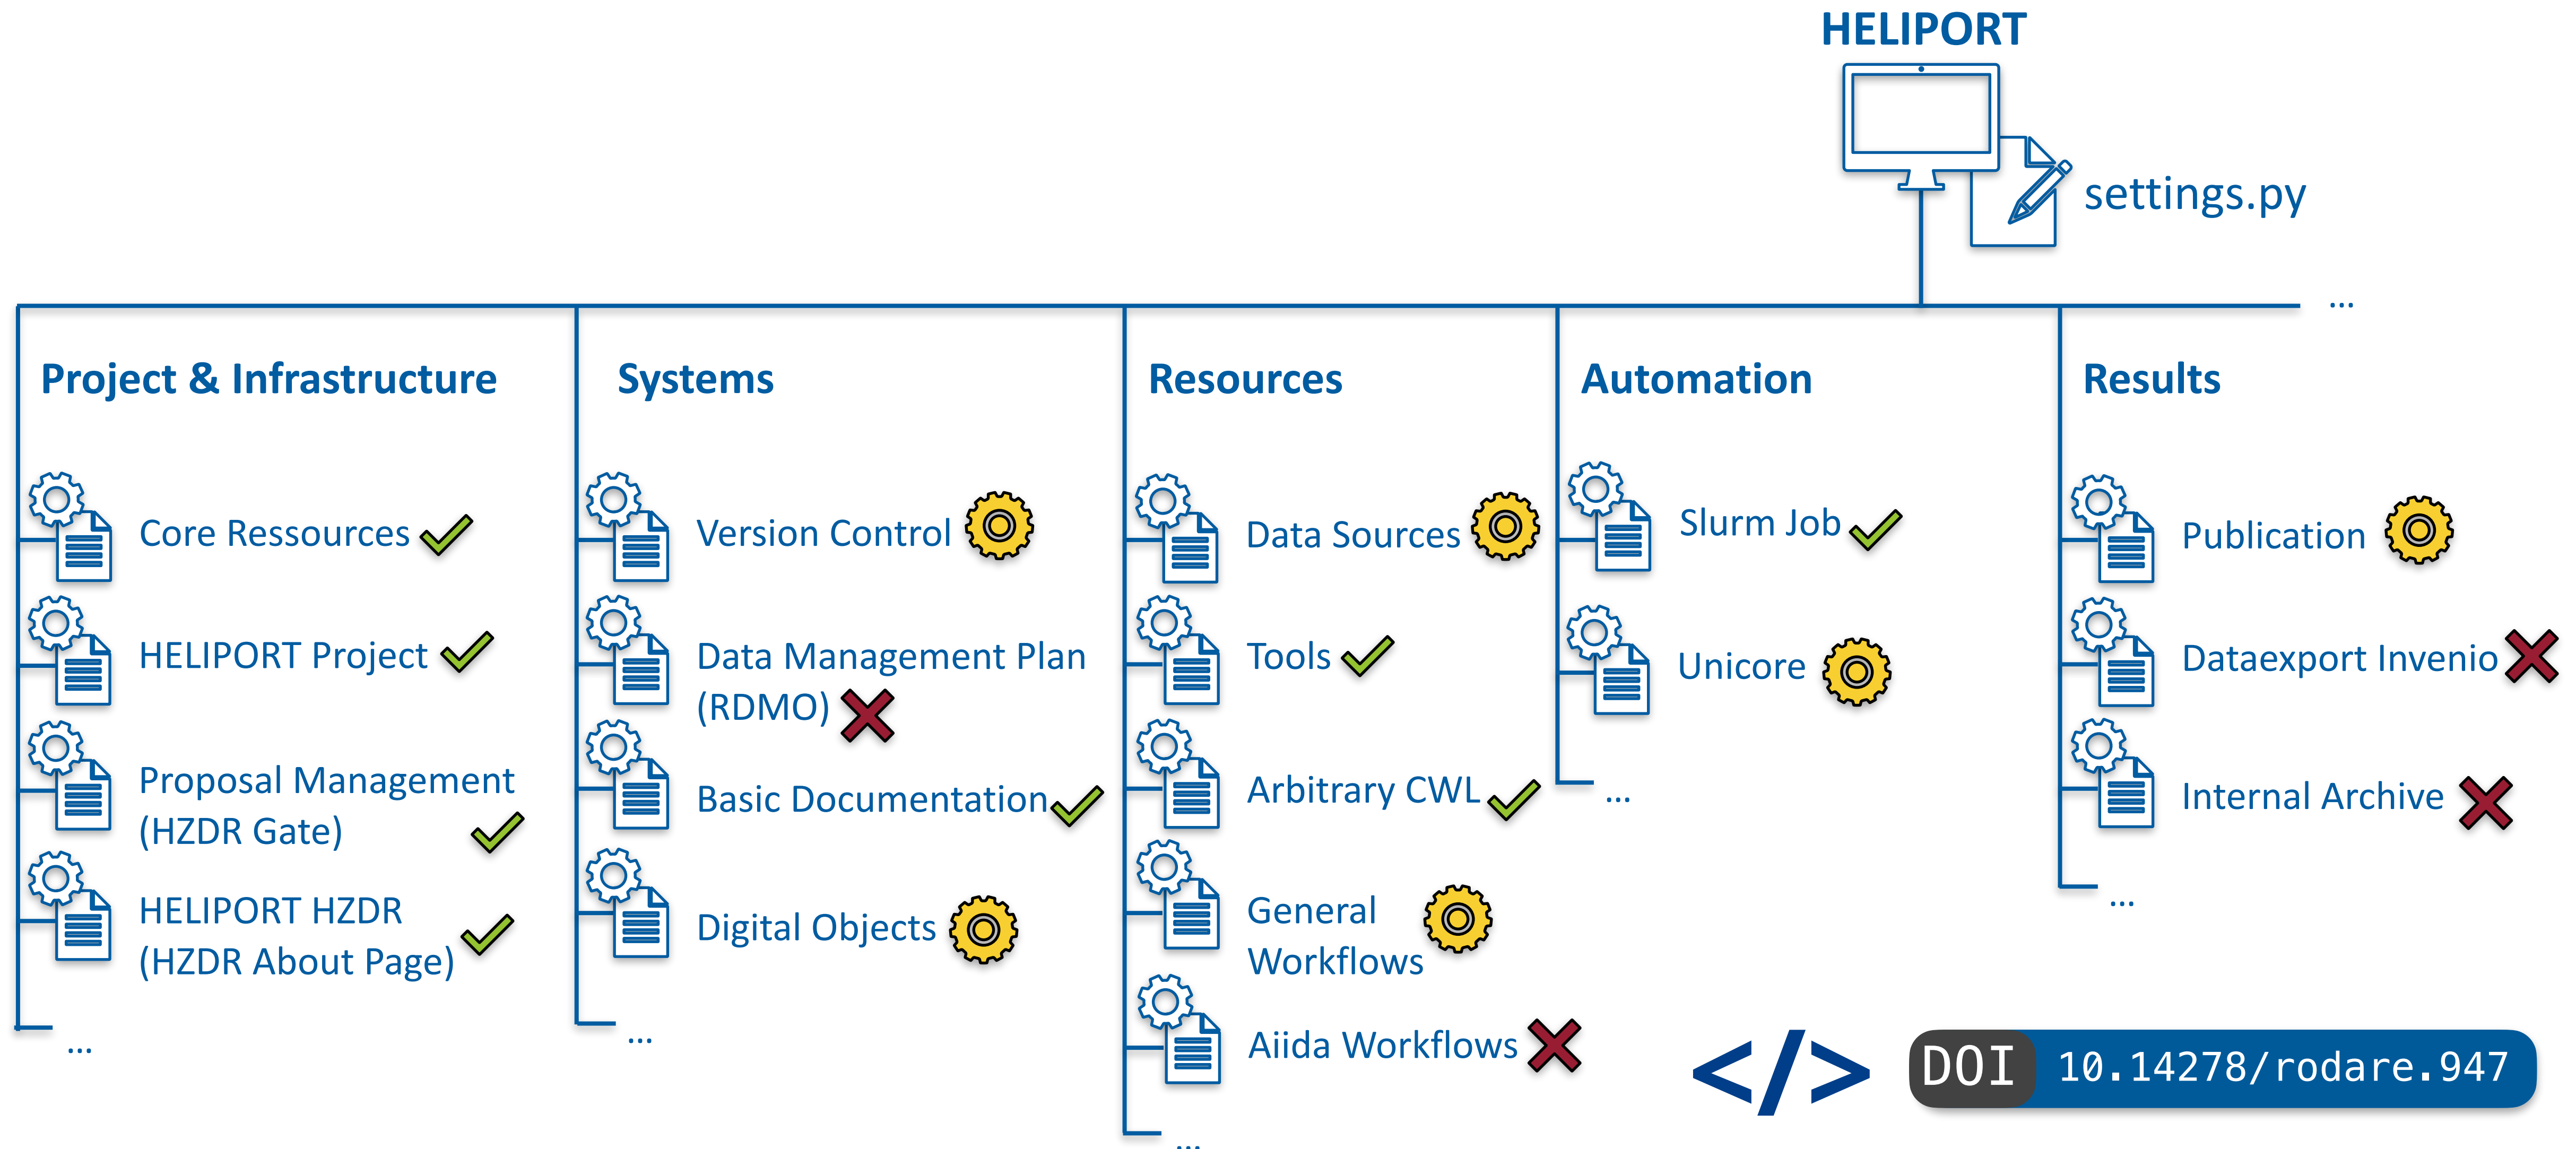 HELIPORT
settings.py
...
Project & Infrastructure
Core Ressources
HELIPORT Project
Proposal Management
(HZDR Gate)
HELIPORT HZDR
(HZDR About Page)
...
Systems
Version Control
Data Management Plan
(RDMO)
Basic Documentation
Digital Objects
...
Resources
Data Sources
Tools
Arbitrary CWL
General
Workflows
Aiida Workflows
...
Automation
Slurm Job
Unicore
...
Results
Publication
Dataexport Invenio
Internal Archive
...
</>
DOI 10.14278/rodare.947